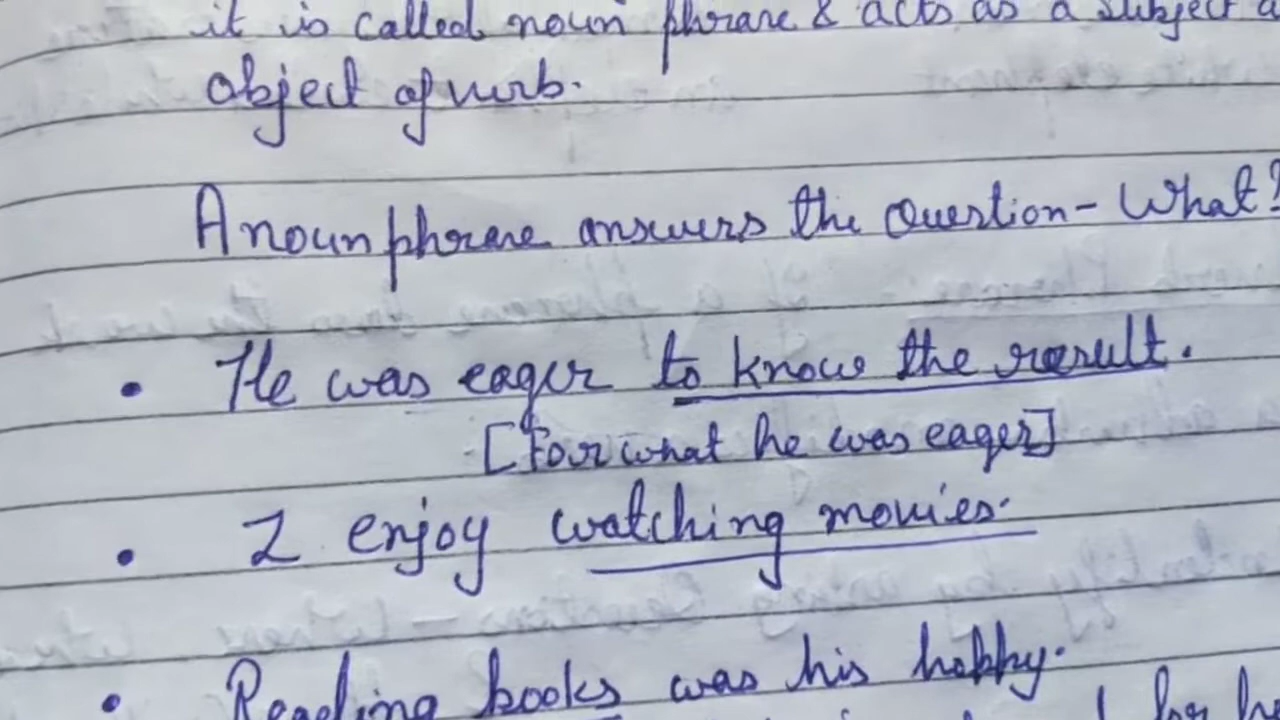 it is called noun phrase & acts as a subject
object of verb.
A noun phrase answers the Question - What?
• He was eager to know the result.
[For what he was eager]
• I enjoy watching movies.
• Reading books was his hobby.